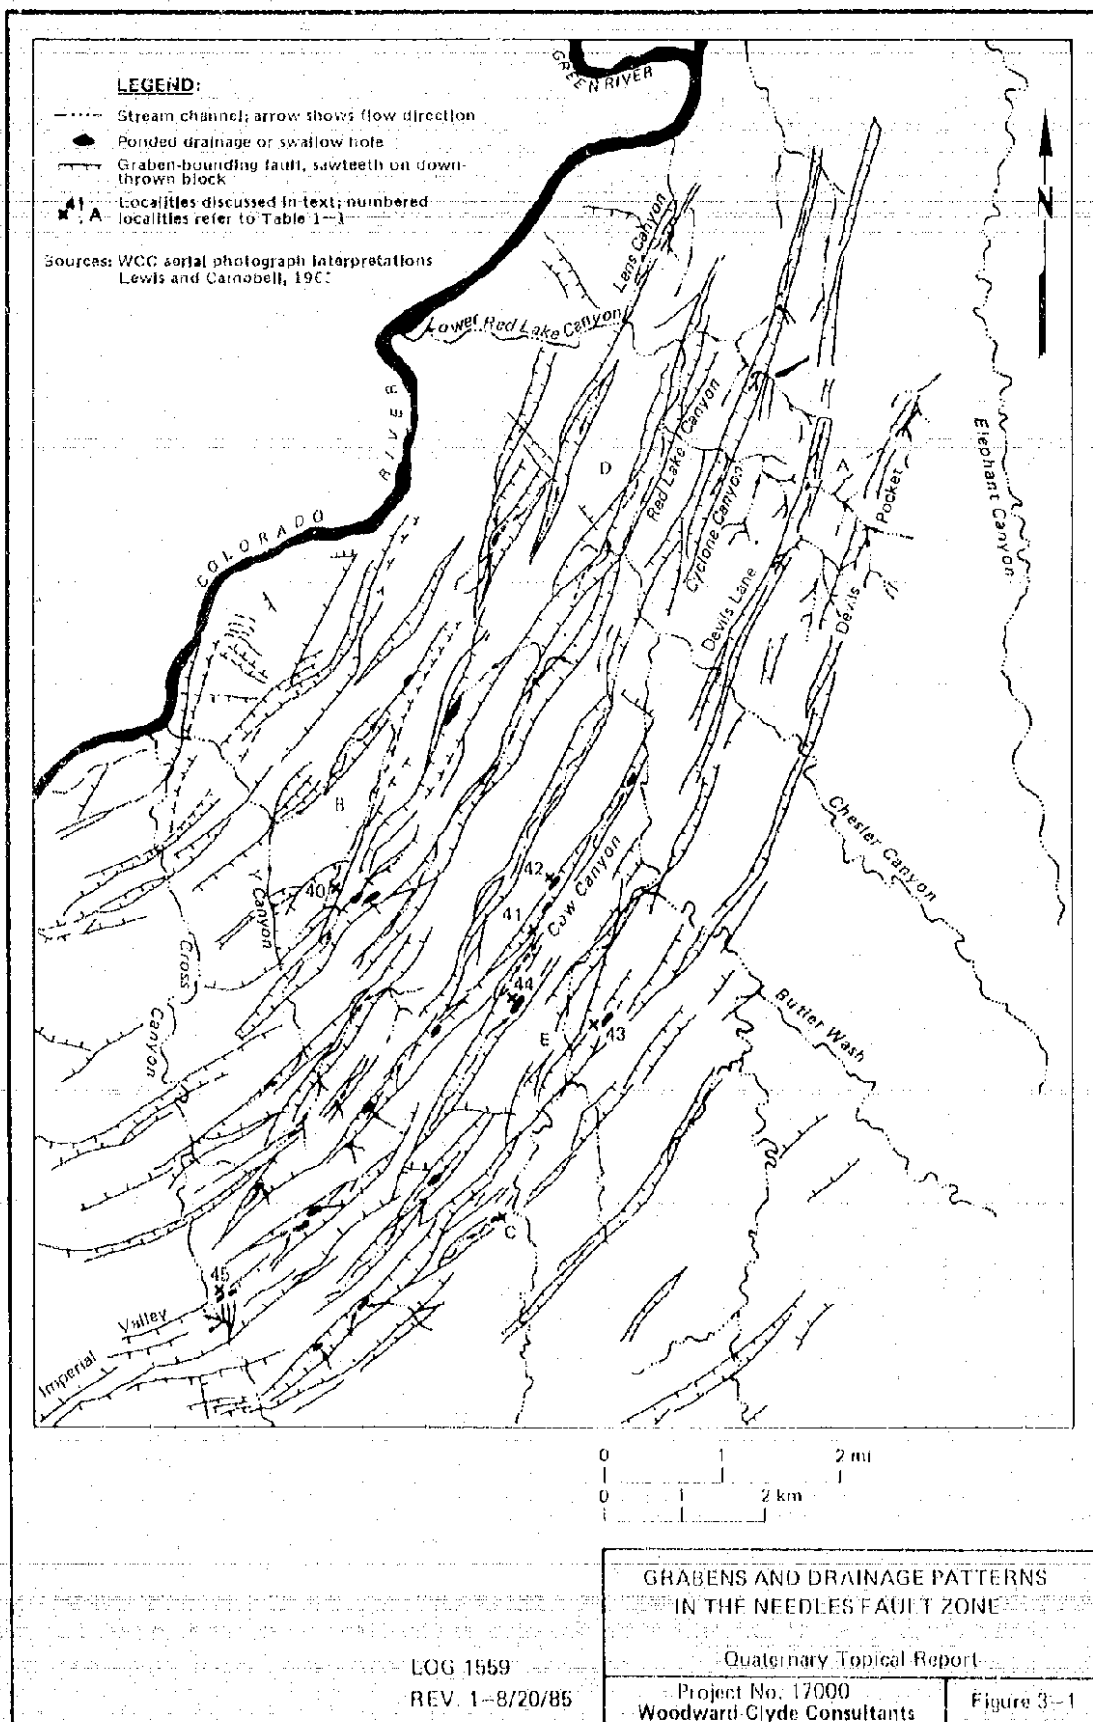 LEGEND:
Stream channel; arrow shows flow direction
Ponded drainage or swallow hole
Graben-bounding fault, sawteeth on down-
thrown block
41
A
Localities discussed in text; numbered
localities refer to Table 1-1
Sources: WCC aerial photograph interpretations
Lewis and Campbell,
GREEN RIVER
N
Lens Canyon
Lower Red Lake Canyon
COLORADO
RIVER
D
Red Lake Canyon
Cyclone Canyon
A
Devils Pocket
Elephant Canyon
Devils Lane
B
Chesler Canyon
40
Y Canyon
42
41
Cow Canyon
Cross
Canyon
44
E
43
Butler Wash
C
45
Imperial Valley
0 1 2 mi
0 1 2 km
GRABENS AND DRAINAGE PATTERNS
IN THE NEEDLES FAULT ZONE
Quaternary Topical Report
LOG 1559
REV. 1-8/20/85
Project No. 17000
Woodward-Clyde Consultants
Figure 3-1